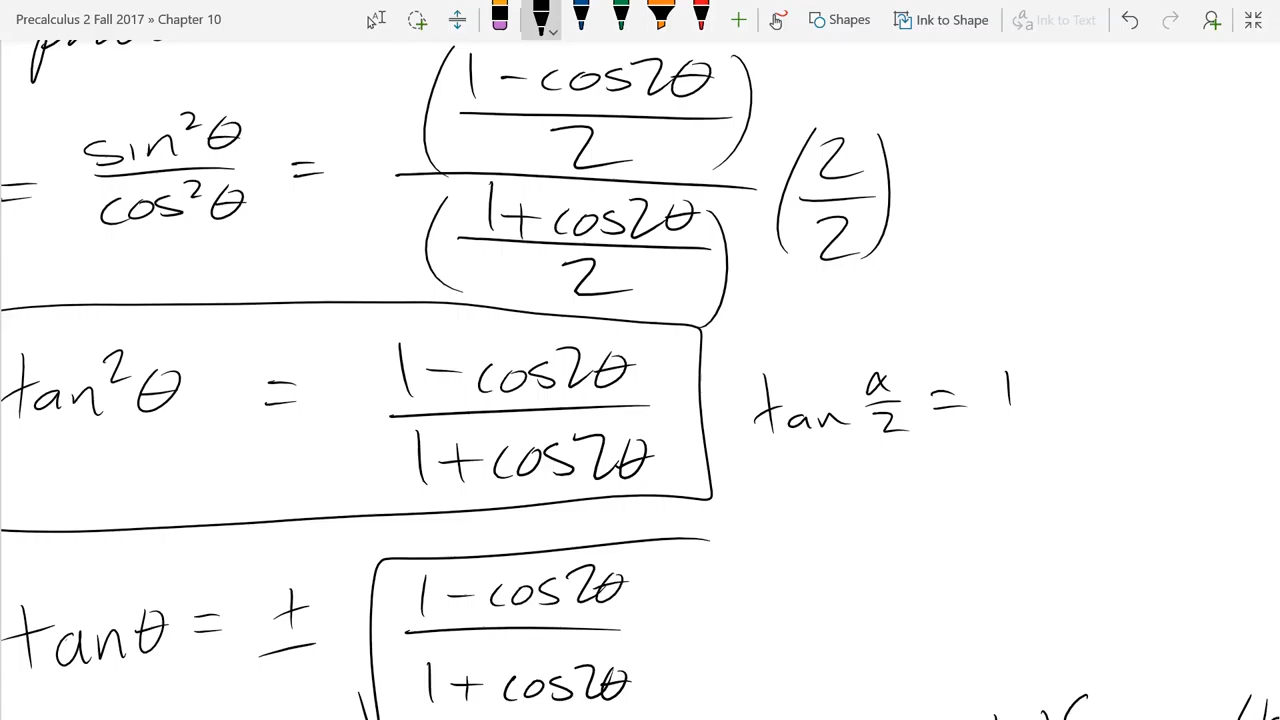 Precalculus 2 Fall 2017 » Chapter 10
Shapes
Ink to Shape
Ink to Text
= sin²θ / cos²θ = ((1 - cos2θ) / 2) / ((1 + cos2θ) / 2) (2/2)
tan²θ = (1 - cos2θ) / (1 + cos2θ)
tan α/2 = 1
tanθ = ± √((1 - cos2θ) / (1 + cos2θ))